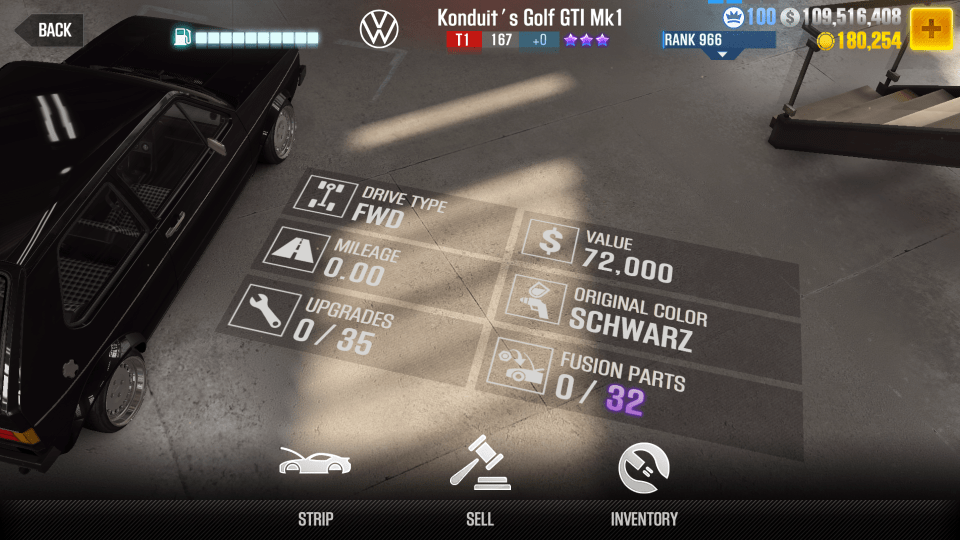 BACK
Konduit's Golf GTI Mk1
T1 167 +0
100 109,516,408
RANK 966
180,254
DRIVE TYPE
FWD
MILEAGE
0.00
UPGRADES
0 / 35
VALUE
72,000
ORIGINAL COLOR
SCHWARZ
FUSION PARTS
0 / 32
STRIP
SELL
INVENTORY